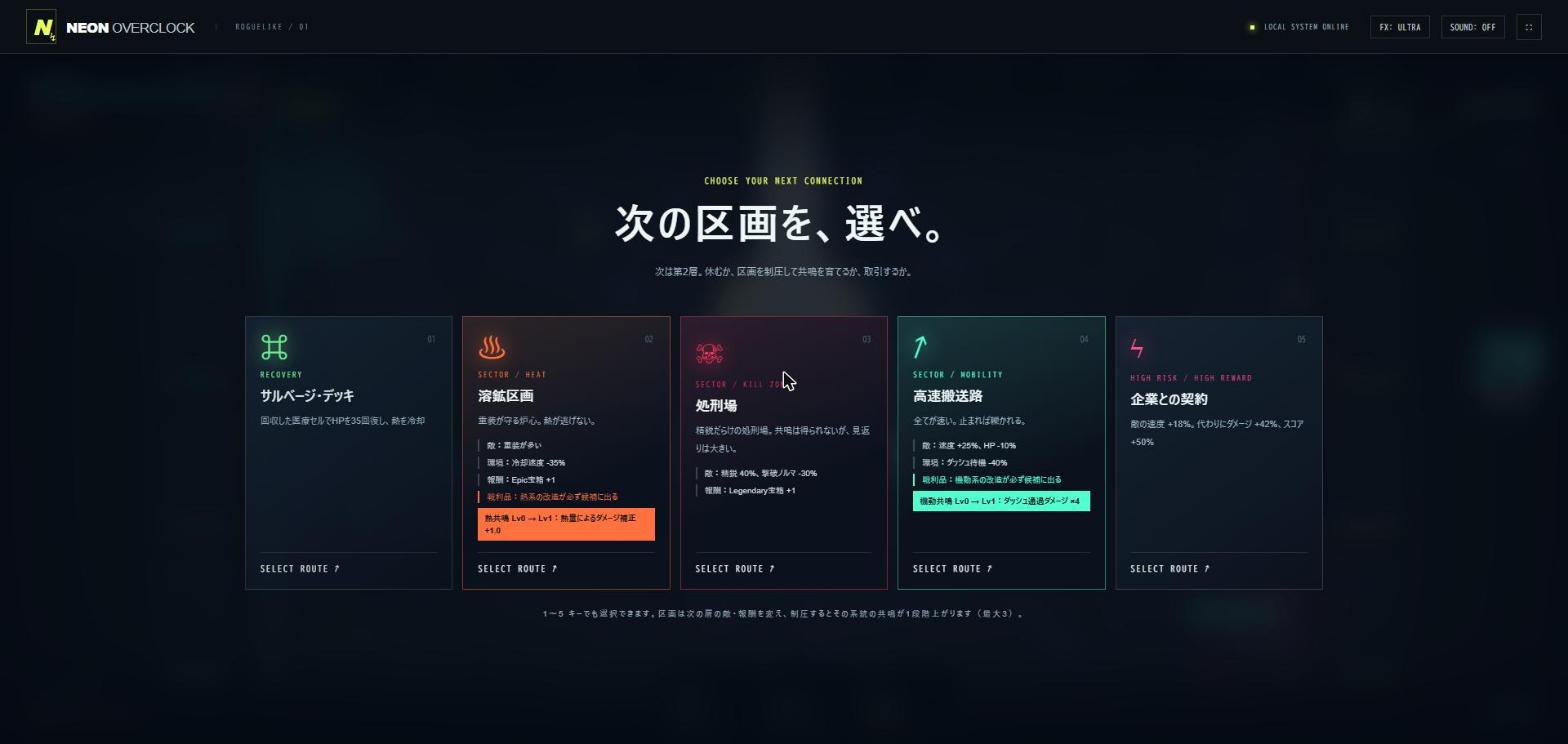 N
NEON OVERCLOCK
ROGUELIKE / 01
LOCAL SYSTEM ONLINE
FX: ULTRA
SOUND: OFF
CHOOSE YOUR NEXT CONNECTION
次の区画を、選べ。
次は第2層。休むか、区画を制圧して共鳴を育てるか、取引するか。
01
RECOVERY
サルベージ・デッキ
回収した医療セルでHPを35回復し、熱を冷却
SELECT ROUTE ↗
02
SECTOR / HEAT
溶鉱区画
重装が守る炉心。熱が逃げない。
敵：重装が多い
環境：冷却速度 -35%
報酬：Epic宝箱 +1
戦利品：熱系の改造が必ず候補に出る
熱共鳴 Lv0 → Lv1：熱量によるダメージ補正
+1.0
SELECT ROUTE ↗
03
SECTOR / KILL
処刑場
精鋭だらけの処刑場。共鳴は得られないが、見返
りは大きい。
敵：精鋭 40%、撃破ノルマ -30%
報酬：Legendary宝箱 +1
SELECT ROUTE ↗
04
SECTOR / MOBILITY
高速搬送路
全てが速い。止まれば轢かれる。
敵：速度 +25%、HP -10%
環境：ダッシュ待機 -40%
戦利品：機動系の改造が必ず候補に出る
機動共鳴 Lv0 → Lv1：ダッシュ通過ダメージ ×4
SELECT ROUTE ↗
05
HIGH RISK / HIGH REWARD
企業との契約
敵の速度 +18%。代わりにダメージ +42%、スコア
+50%
SELECT ROUTE ↗
1〜5 キーでも選択できます。区画は次の層の敵・報酬を変え、制圧するとその系統の共鳴が1段階上がります（最大3）。